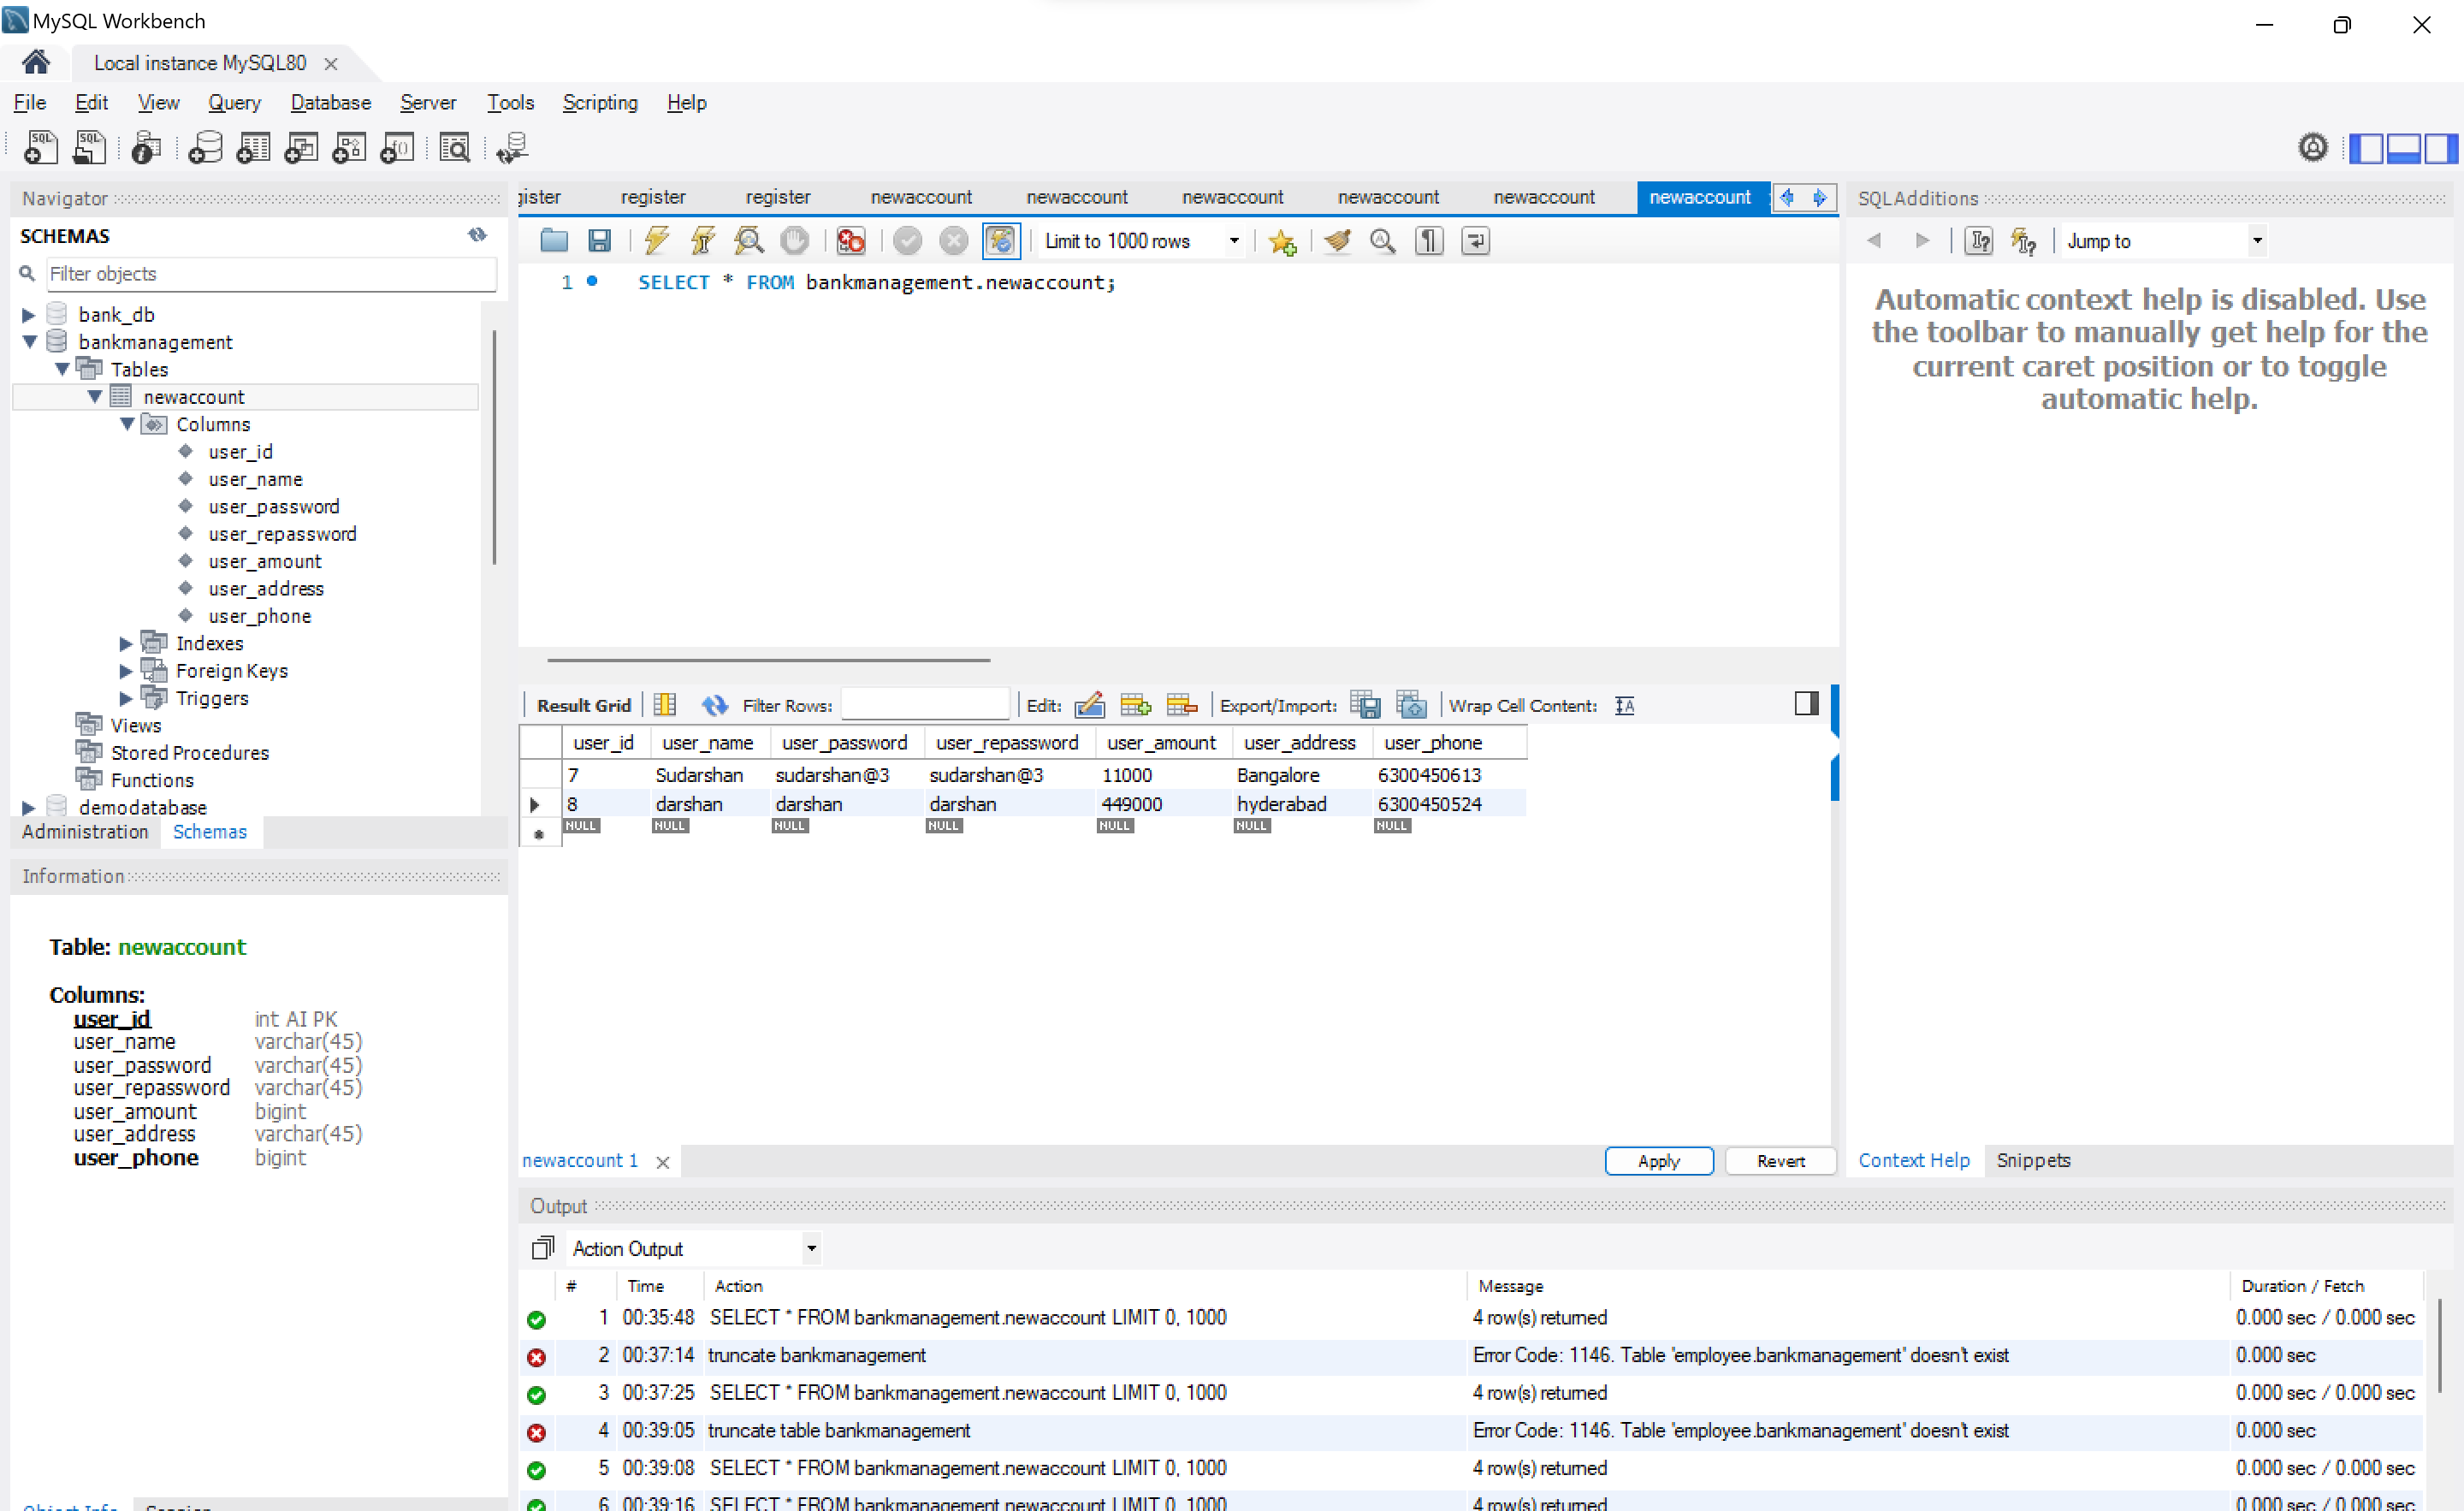 MySQL Workbench
Local instance MySQL80
File Edit View Query Database Server Tools Scripting Help
Navigator
SCHEMAS
Filter objects
bank_db
bankmanagement
Tables
newaccount
Columns
user_id
user_name
user_password
user_repassword
user_amount
user_address
user_phone
Indexes
Foreign Keys
Triggers
Views
Stored Procedures
Functions
demodatabase
Administration Schemas
Information
Table: newaccount
Columns:
user_id int AI PK
user_name varchar(45)
user_password varchar(45)
user_repassword varchar(45)
user_amount bigint
user_address varchar(45)
user_phone bigint
Object Info Session
register register newaccount newaccount newaccount newaccount newaccount newaccount
Limit to 1000 rows
1 SELECT * FROM bankmanagement.newaccount;
Result Grid Filter Rows: Edit: Export/Import: Wrap Cell Content:
user_id user_name user_password user_repassword user_amount user_address user_phone
7 Sudarshan sudarshan@3 sudarshan@3 11000 Bangalore 6300450613
8 darshan darshan darshan 449000 hyderabad 6300450524
NULL NULL NULL NULL NULL NULL NULL
newaccount 1 Apply Revert
SQLAdditions
Jump to
Automatic context help is disabled. Use
the toolbar to manually get help for the
current caret position or to toggle
automatic help.
Context Help Snippets
Output
Action Output
# Time Action Message Duration / Fetch
1 00:35:48 SELECT * FROM bankmanagement.newaccount LIMIT 0, 1000 4 row(s) returned 0.000 sec / 0.000 sec
2 00:37:14 truncate bankmanagement Error Code: 1146. Table 'employee.bankmanagement' doesn't exist 0.000 sec
3 00:37:25 SELECT * FROM bankmanagement.newaccount LIMIT 0, 1000 4 row(s) returned 0.000 sec / 0.000 sec
4 00:39:05 truncate table bankmanagement Error Code: 1146. Table 'employee.bankmanagement' doesn't exist 0.000 sec
5 00:39:08 SELECT * FROM bankmanagement.newaccount LIMIT 0, 1000 4 row(s) returned 0.000 sec / 0.000 sec
6 00:39:16 SELECT * FROM bankmanagement.newaccount LIMIT 0, 1000 4 row(s) returned 0.000 sec / 0.000 sec